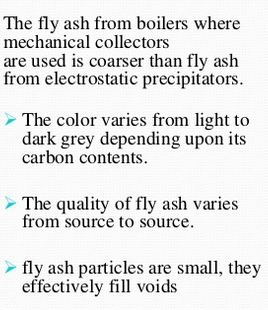 The fly ash from boilers where
mechanical collectors
are used is coarser than fly ash
from electrostatic precipitators.
The color varies from light to
dark grey depending upon its
carbon contents.
The quality of fly ash varies
from source to source.
fly ash particles are small, they
effectively fill voids